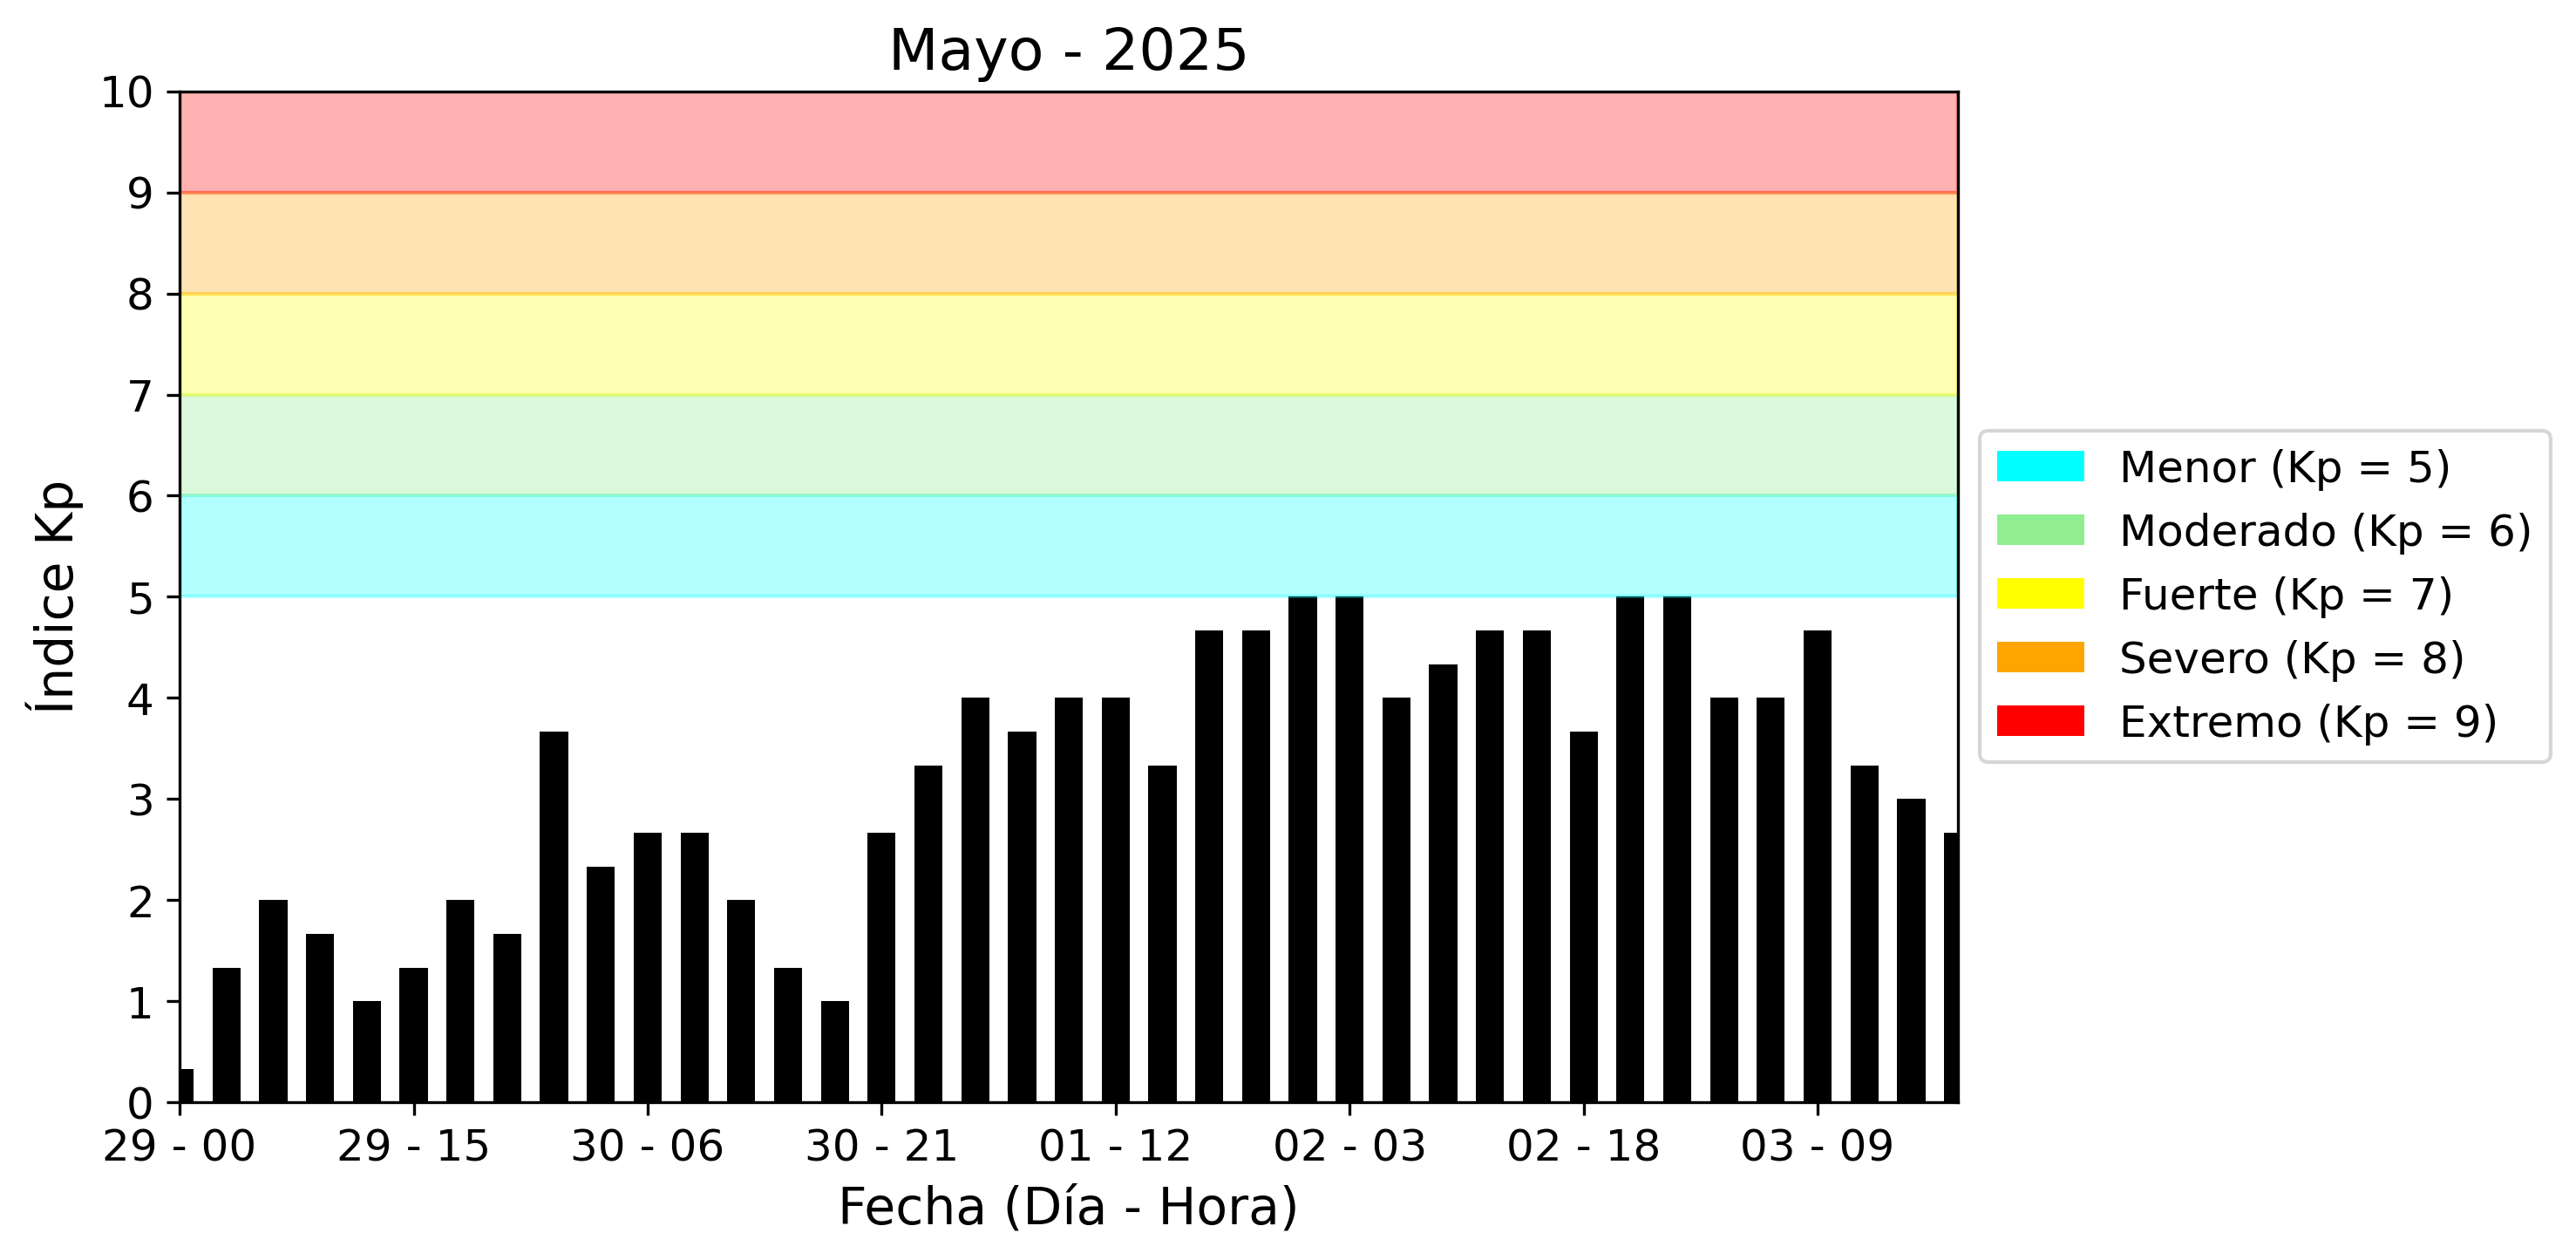 Mayo - 2025
10
9
8
7
6
5
4
3
2
1
0
Índice Kp
29 - 00
29 - 15
30 - 06
30 - 21
01 - 12
02 - 03
02 - 18
03 - 09
Fecha (Día - Hora)
Menor (Kp = 5)
Moderado (Kp = 6)
Fuerte (Kp = 7)
Severo (Kp = 8)
Extremo (Kp = 9)